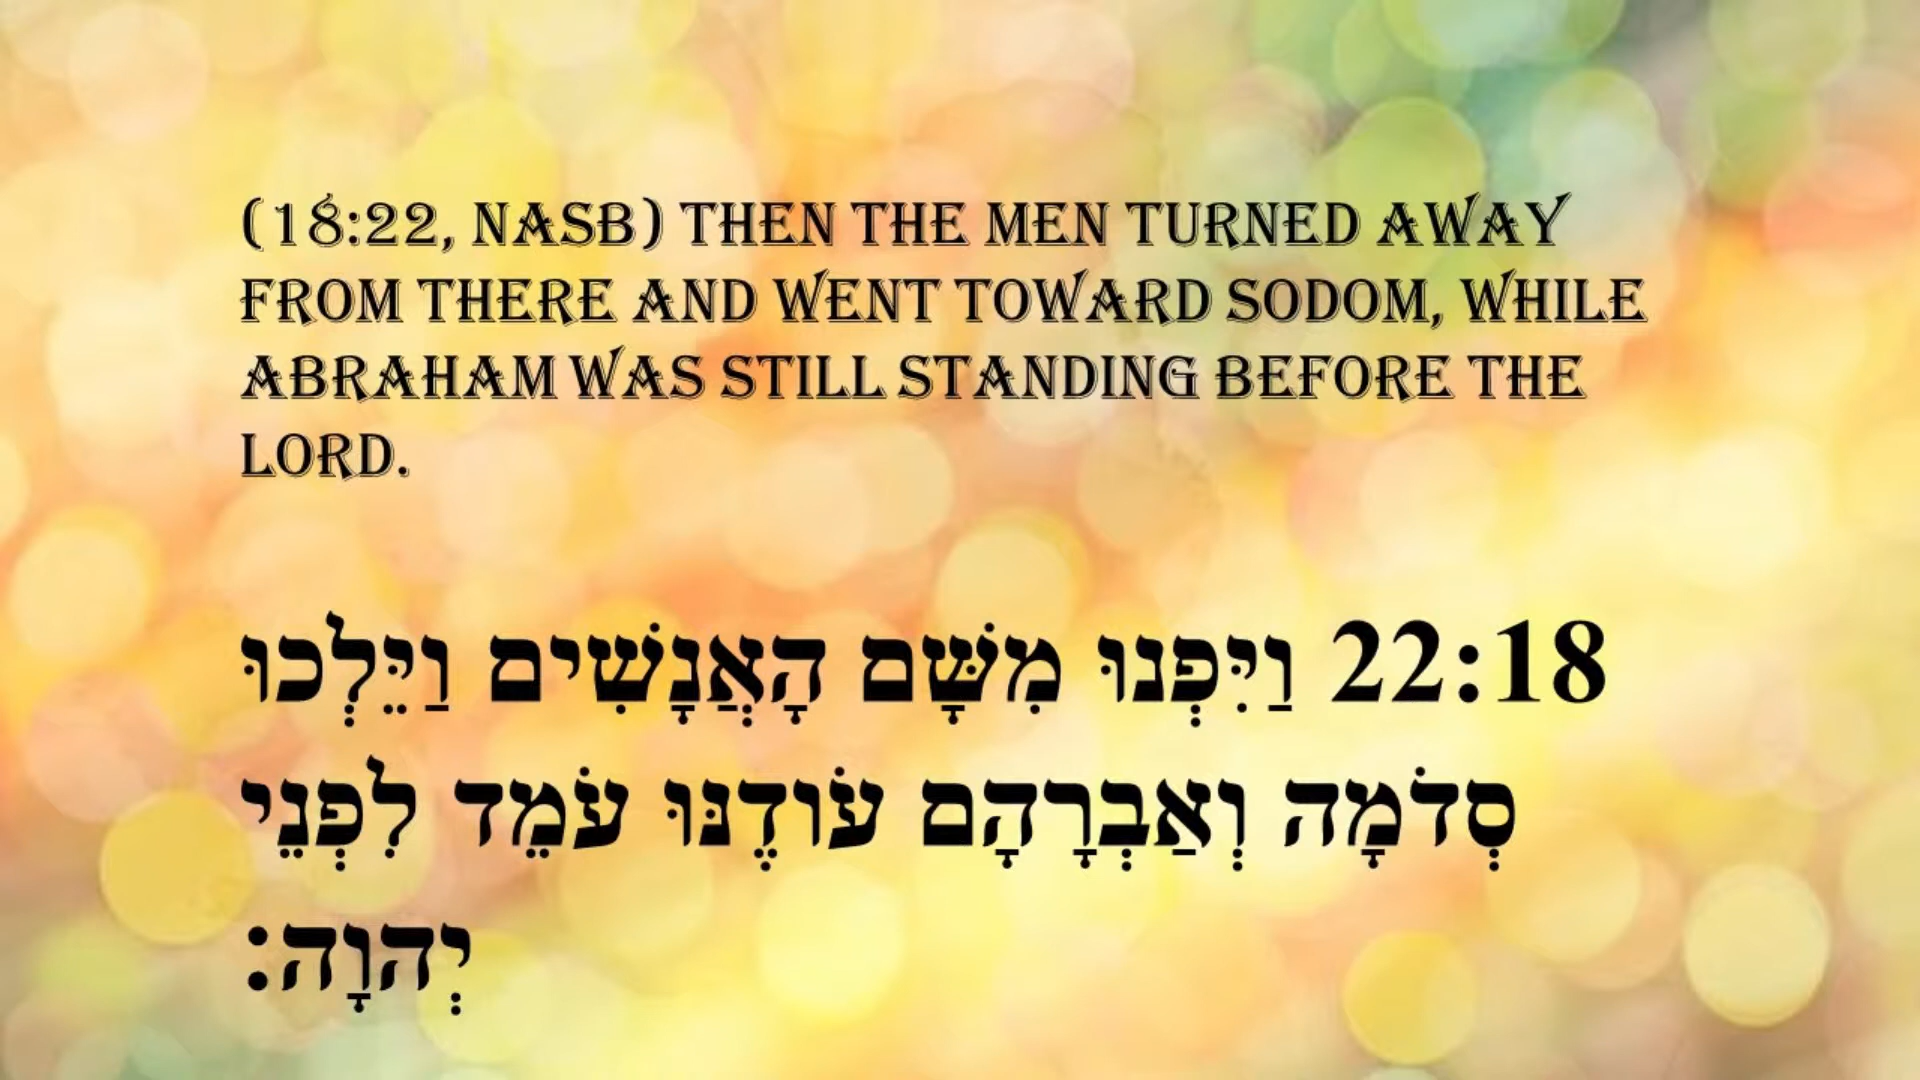 (18:22, NASB) THEN THE MEN TURNED AWAY
FROM THERE AND WENT TOWARD SODOM, WHILE
ABRAHAM WAS STILL STANDING BEFORE THE
LORD.
22:18 וַיִּפְנוּ מִשָּׁם הָאֲנָשִׁים וַיֵּלְכוּ
סְדֹמָה וְאַבְרָהָם עֹודֶנּוּ עֹמֵד לִפְנֵי
יְהוָה׃